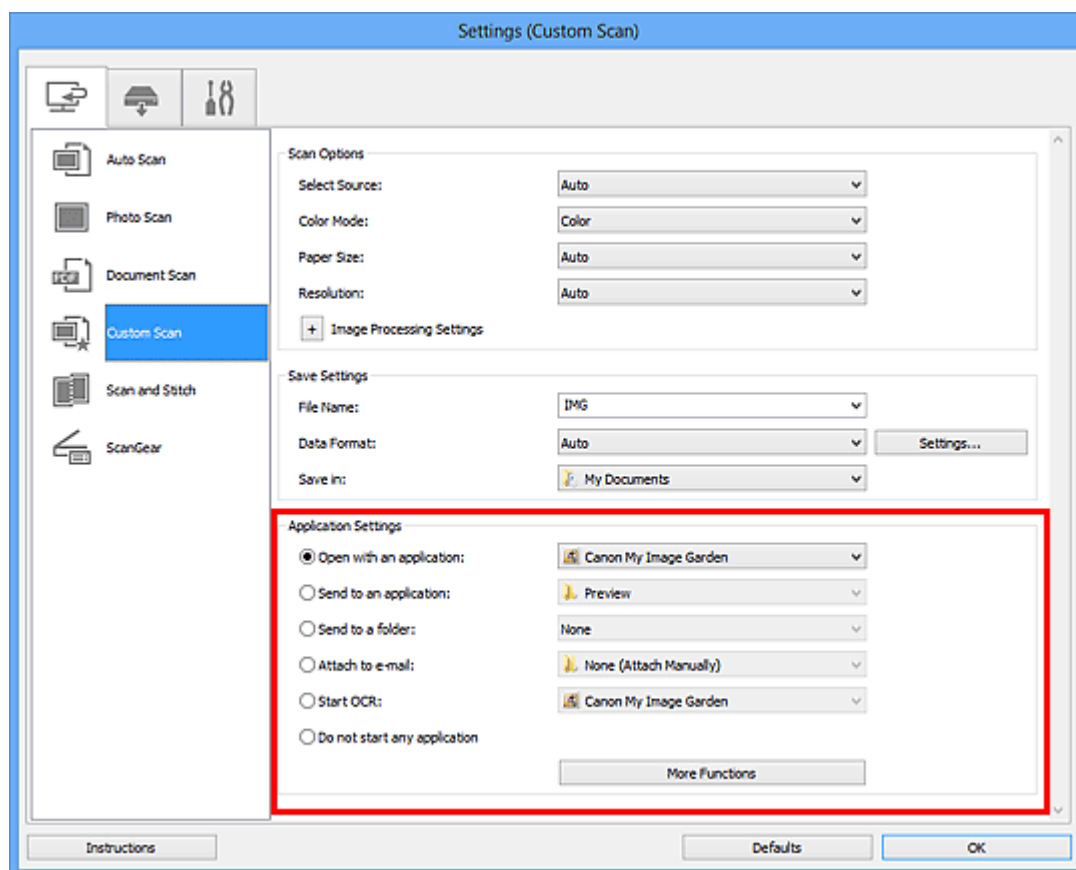 Settings (Custom Scan)
Auto Scan
Photo Scan
Document Scan
Custom Scan
Scan and Stitch
ScanGear
Scan Options
Select Source: Auto
Color Mode: Color
Paper Size: Auto
Resolution: Auto
+ Image Processing Settings
Save Settings
File Name: IMG
Data Format: Auto Settings...
Save in: My Documents
Application Settings
Open with an application: Canon My Image Garden
Send to an application: Preview
Send to a folder: None
Attach to e-mail: None (Attach Manually)
Start OCR: Canon My Image Garden
Do not start any application
More Functions
Instructions Defaults OK